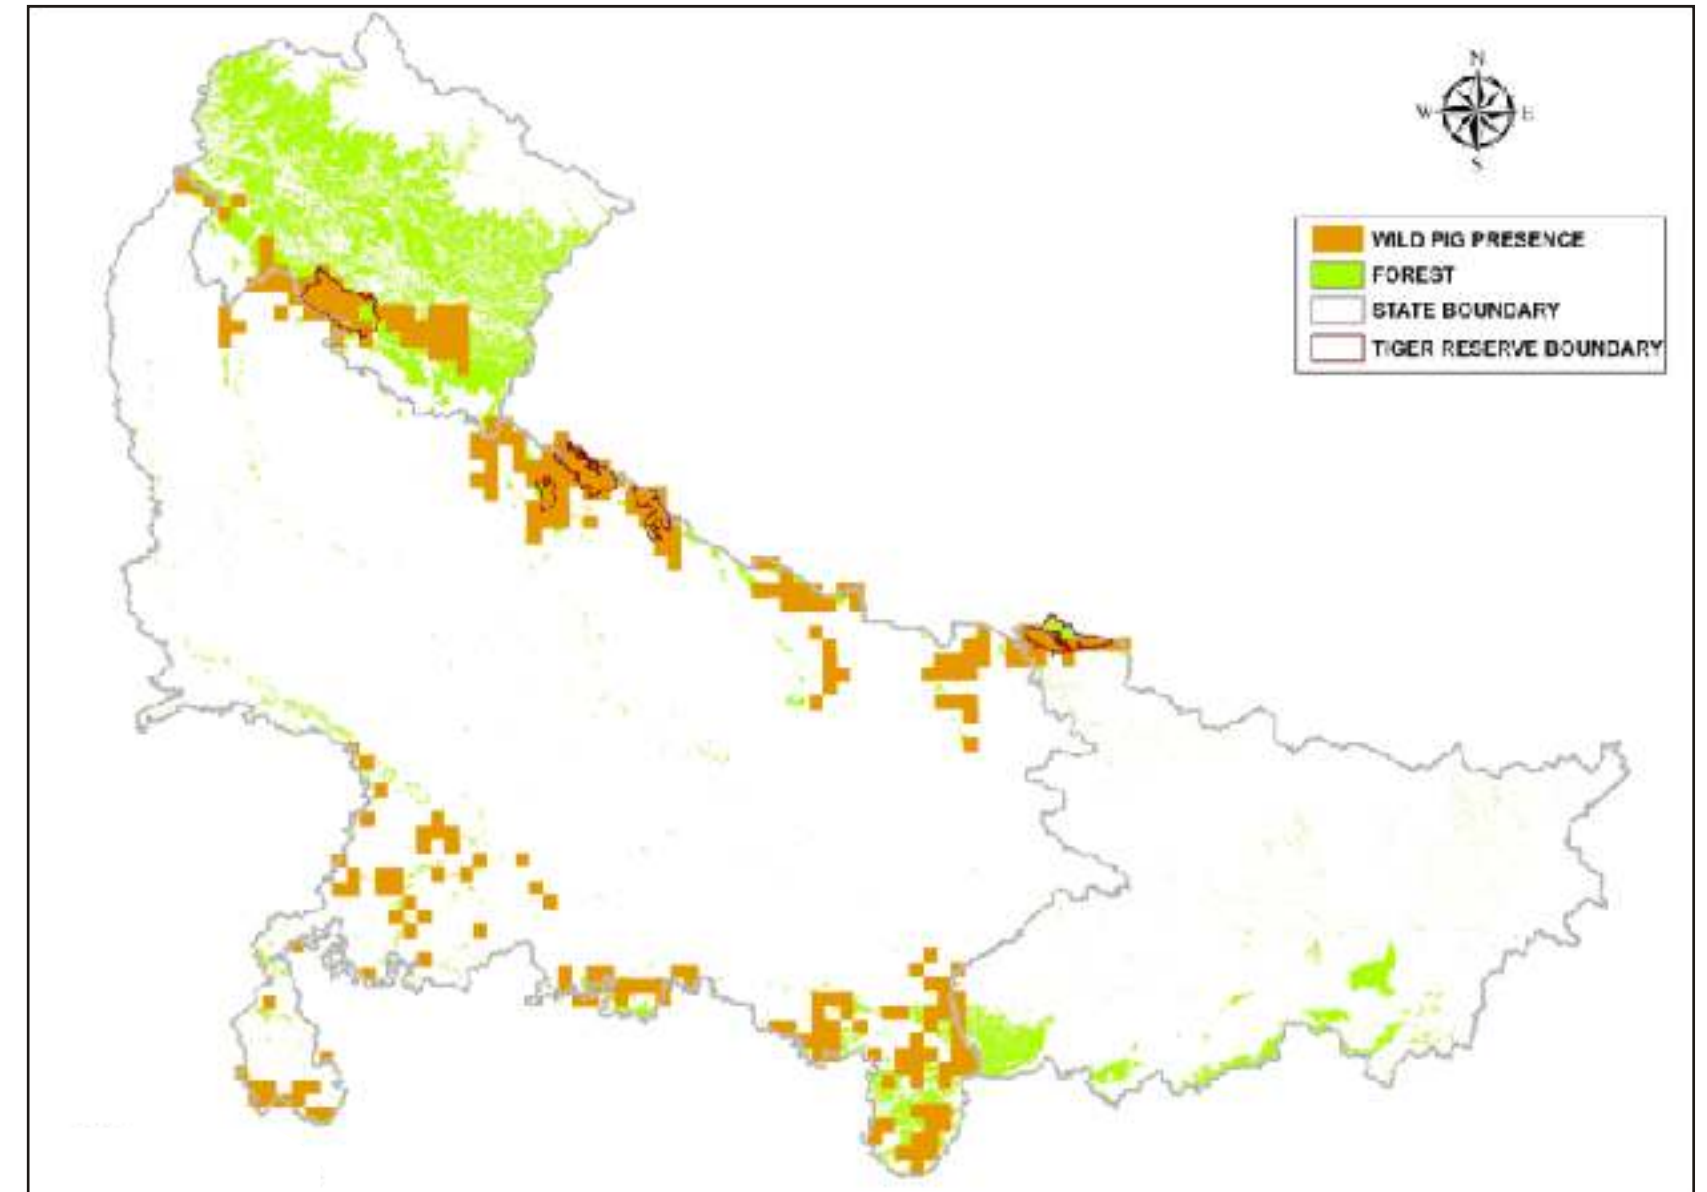 N
W E
S
WILD PIG PRESENCE
FOREST
STATE BOUNDARY
TIGER RESERVE BOUNDARY